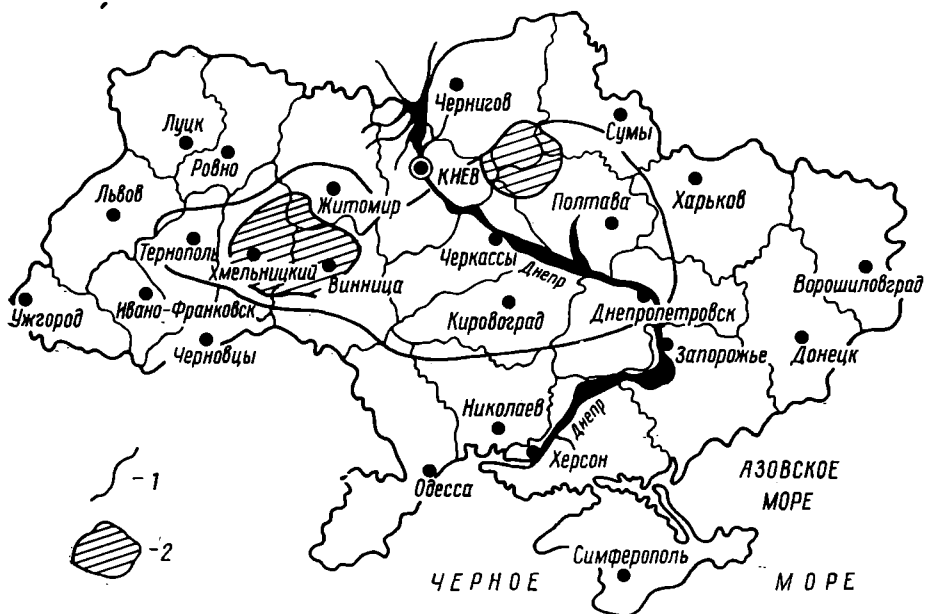 Чернигов
Сумы
Луцк
Ровно
КИЕВ
Харьков
Львов
Житомир
Полтава
Тернополь
Черкассы
Хмельницкий
Днепр
Винница
Ворошиловград
Ужгород
Ивано-Франковск
Кировоград
Днепропетровск
Черновцы
Запорожье
Донецк
Николаев
Днепр
Херсон
Одесса
АЗОВСКОЕ
МОРЕ
-1
-2
Симферополь
ЧЕРНОЕ МОРЕ